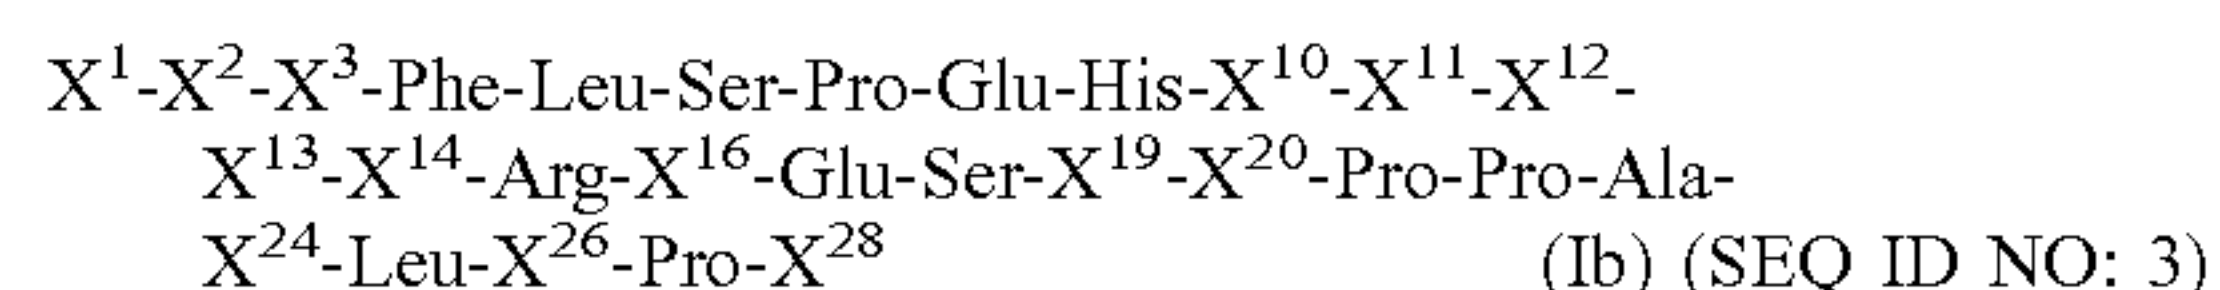 X¹-X²-X³-Phe-Leu-Ser-Pro-Glu-His-X¹⁰-X¹¹-X¹²-
X¹³-X¹⁴-Arg-X¹⁶-Glu-Ser-X¹⁹-X²⁰-Pro-Pro-Ala-
X²⁴-Leu-X²⁶-Pro-X²⁸ (Ib) (SEQ ID NO: 3)